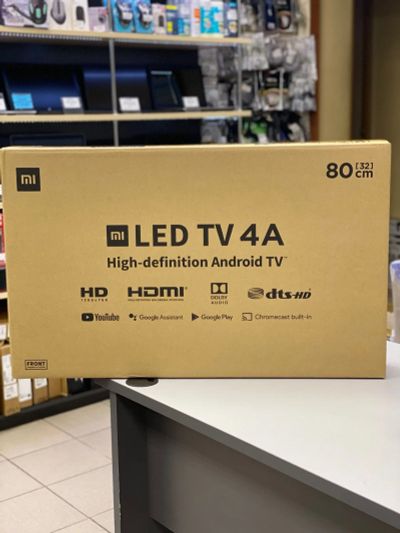 mi
80 [32] cm
mi LED TV 4A
High-definition Android TV™
HD HDMI DOLBY AUDIO dts-HD
YouTube Google Assistant Google Play Chromecast built-in
FRONT